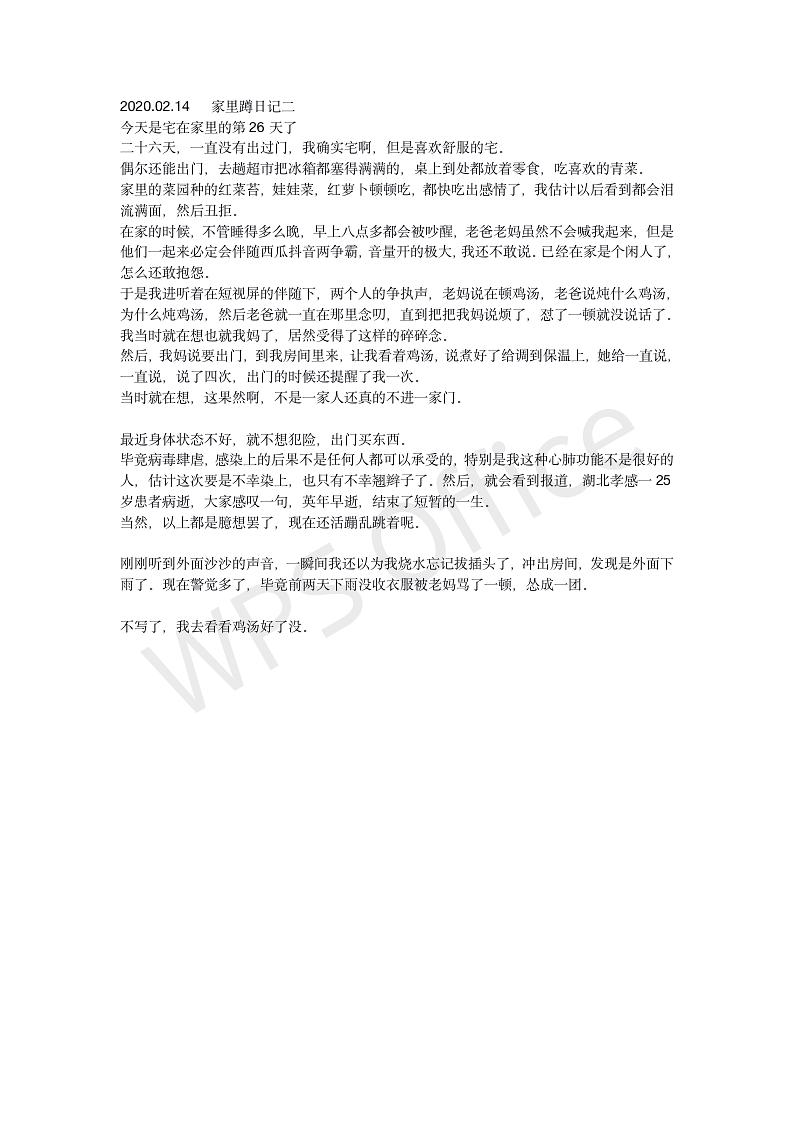 2020.02.14 家里蹲日记二
今天是宅在家里的第 26 天了
二十六天，一直没有出过门，我确实宅啊，但是喜欢舒服的宅．
偶尔还能出门，去趟超市把冰箱都塞得满满的，桌上到处都放着零食，吃喜欢的青菜．
家里的菜园种的红菜苔，娃娃菜，红萝卜顿顿吃，都快吃出感情了，我估计以后看到都会泪
流满面，然后丑拒．
在家的时候，不管睡得多么晚，早上八点多都会被吵醒，老爸老妈虽然不会喊我起来，但是
他们一起来必定会伴随西瓜抖音两争霸，音量开的极大，我还不敢说．已经在家是个闲人了，
怎么还敢抱怨．
于是我进听着在短视屏的伴随下，两个人的争执声，老妈说在顿鸡汤，老爸说炖什么鸡汤，
为什么炖鸡汤，然后老爸就一直在那里念叨，直到把把我妈说烦了，怼了一顿就没说话了．
我当时就在想也就我妈了，居然受得了这样的碎碎念．
然后，我妈说要出门，到我房间里来，让我看着鸡汤，说煮好了给调到保温上，她给一直说，
一直说，说了四次，出门的时候还提醒了我一次．
当时就在想，这果然啊，不是一家人还真的不进一家门．
最近身体状态不好，就不想犯险，出门买东西．
毕竟病毒肆虐，感染上的后果不是任何人都可以承受的，特别是我这种心肺功能不是很好的
人，估计这次要是不幸染上，也只有不幸翘辫子了．然后，就会看到报道，湖北孝感一 25
岁患者病逝，大家感叹一句，英年早逝，结束了短暂的一生．
当然，以上都是臆想罢了，现在还活蹦乱跳着呢．
刚刚听到外面沙沙的声音，一瞬间我还以为我烧水忘记拔插头了，冲出房间，发现是外面下
雨了．现在警觉多了，毕竟前两天下雨没收衣服被老妈骂了一顿，怂成一团．
不写了，我去看看鸡汤好了没．
WPS Office